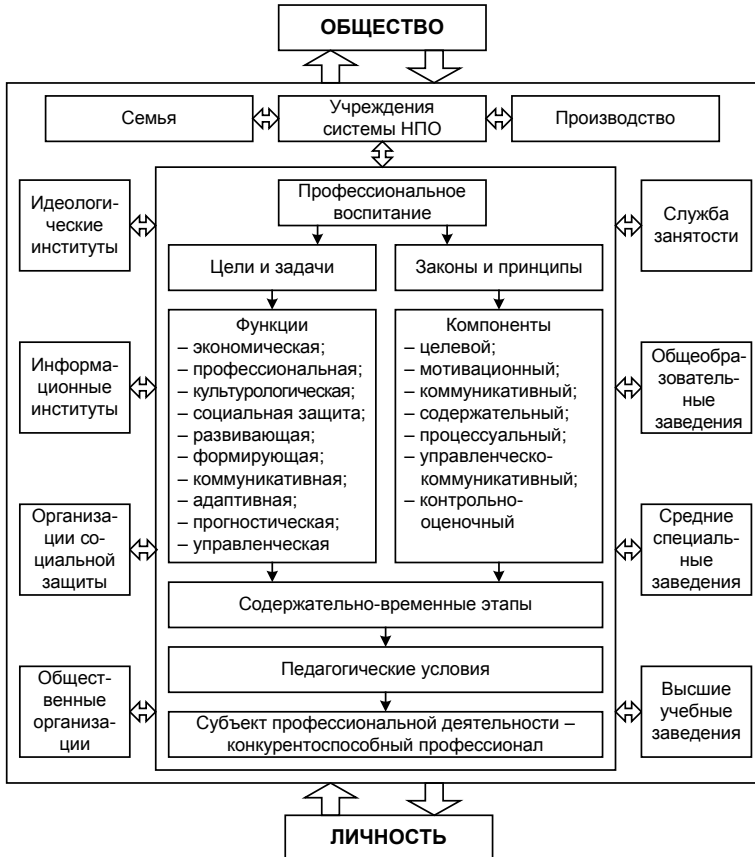 ОБЩЕСТВО
Семья
Учреждения
системы НПО
Производство
Идеологи-
ческие
институты
Информа-
ционные
институты
Организа-
ции со-
циальной
защиты
Общест-
венные
организа-
ции
Профессиональное
воспитание
Цели и задачи
Законы и принципы
Функции
– экономическая;
– профессиональная;
– культурологическая;
– социальная защита;
– развивающая;
– формирующая;
– коммуникативная;
– адаптивная;
– прогностическая;
– управленческая
Компоненты
– целевой;
– мотивационный;
– коммуникативный;
– содержательный;
– процессуальный;
– управленческо-
коммуникативный;
– контрольно-
оценочный
Содержательно-временные этапы
Педагогические условия
Субъект профессиональной деятельности –
конкурентоспособный профессионал
Служба
занятости
Общеобра-
зователь-
ные
заведения
Средние
специаль-
ные
заведения
Высшие
учебные
заведения
ЛИЧНОСТЬ